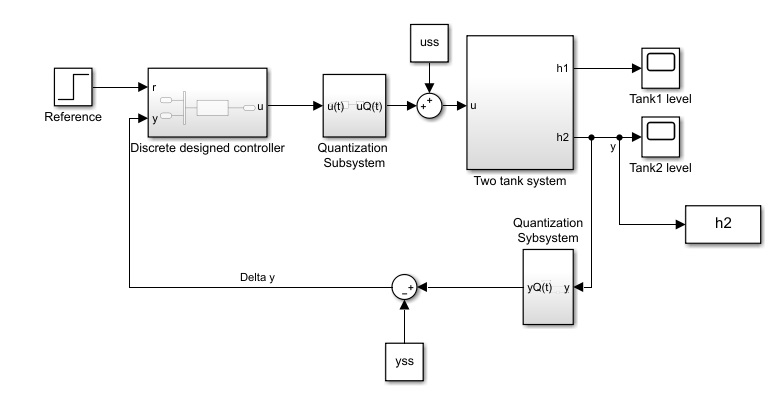 uss
h1
Tank1 level
r
y
u
Reference
Discrete designed controller
u(t)
uQ(t)
Quantization
Subsystem
+
+
u
h2
y
Tank2 level
Two tank system
h2
Quantization
Sybsystem
yQ(t)
y
Delta y
+
−
yss